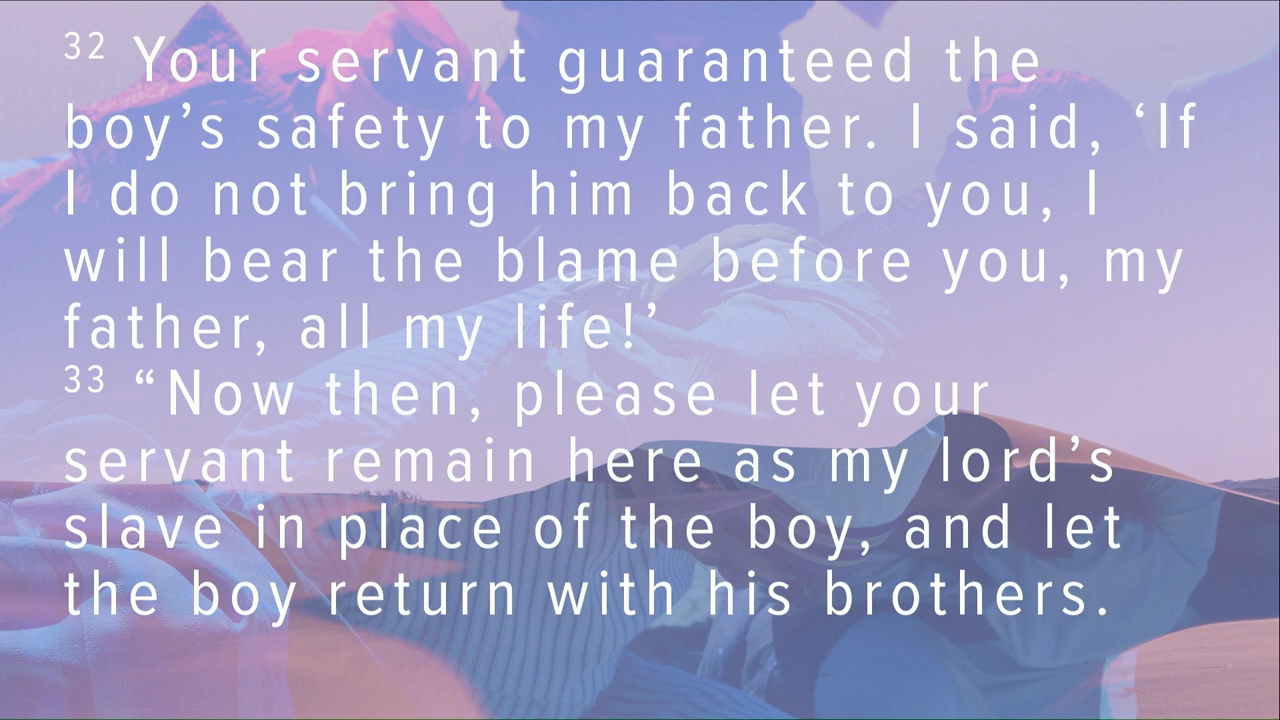 32 Your servant guaranteed the
boy’s safety to my father. I said, ‘If
I do not bring him back to you, I
will bear the blame before you, my
father, all my life!’
33 “Now then, please let your
servant remain here as my lord’s
slave in place of the boy, and let
the boy return with his brothers.